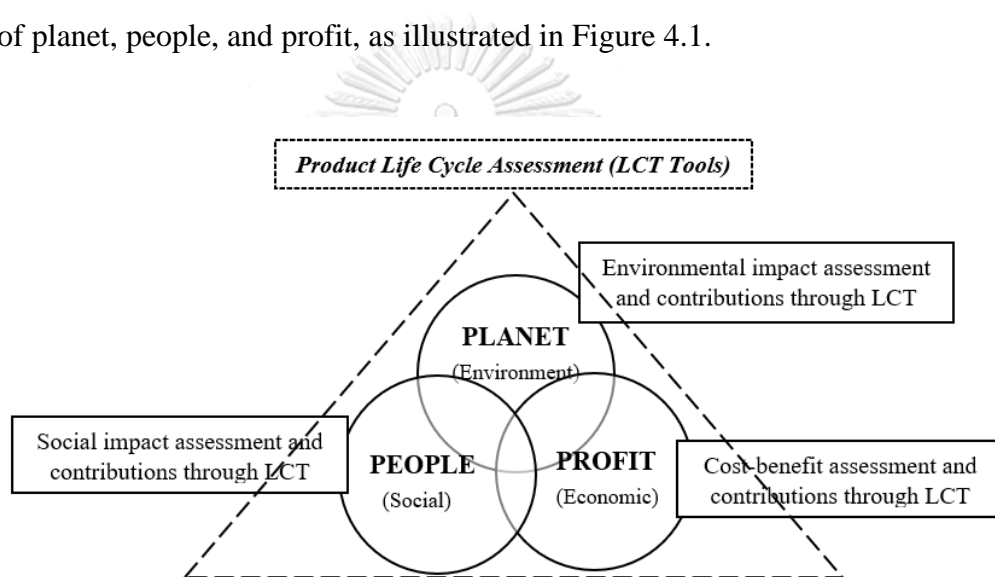 of planet, people, and profit, as illustrated in Figure 4.1.
Product Life Cycle Assessment (LCT Tools)
Environmental impact assessment
and contributions through LCT
PLANET
(Environment)
Social impact assessment and
contributions through LCT
PEOPLE
(Social)
PROFIT
(Economic)
Cost-benefit assessment and
contributions through LCT